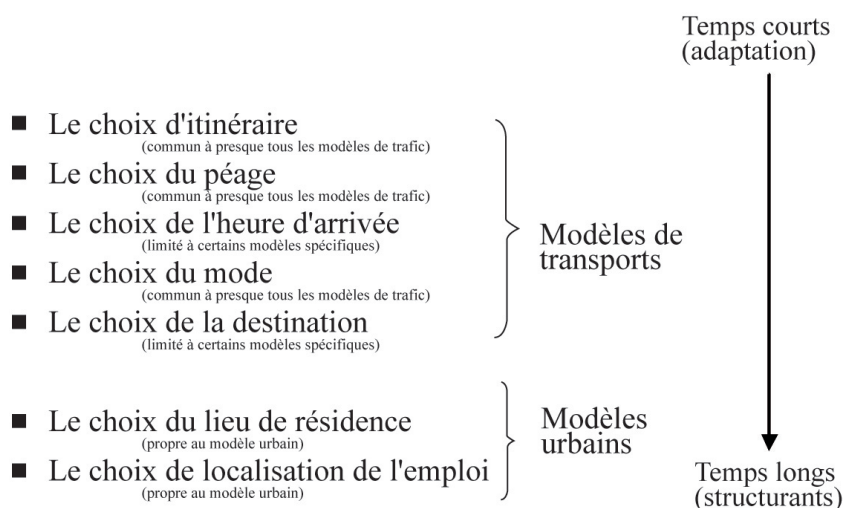 Temps courts
(adaptation)
■ Le choix d'itinéraire
(commun à presque tous les modèles de trafic)
■ Le choix du péage
(commun à presque tous les modèles de trafic)
■ Le choix de l'heure d'arrivée
(limité à certains modèles spécifiques)
■ Le choix du mode
(commun à presque tous les modèles de trafic)
■ Le choix de la destination
(limité à certains modèles spécifiques)
Modèles de
transports
■ Le choix du lieu de résidence
(propre au modèle urbain)
■ Le choix de localisation de l'emploi
(propre au modèle urbain)
Modèles
urbains
Temps longs
(structurants)